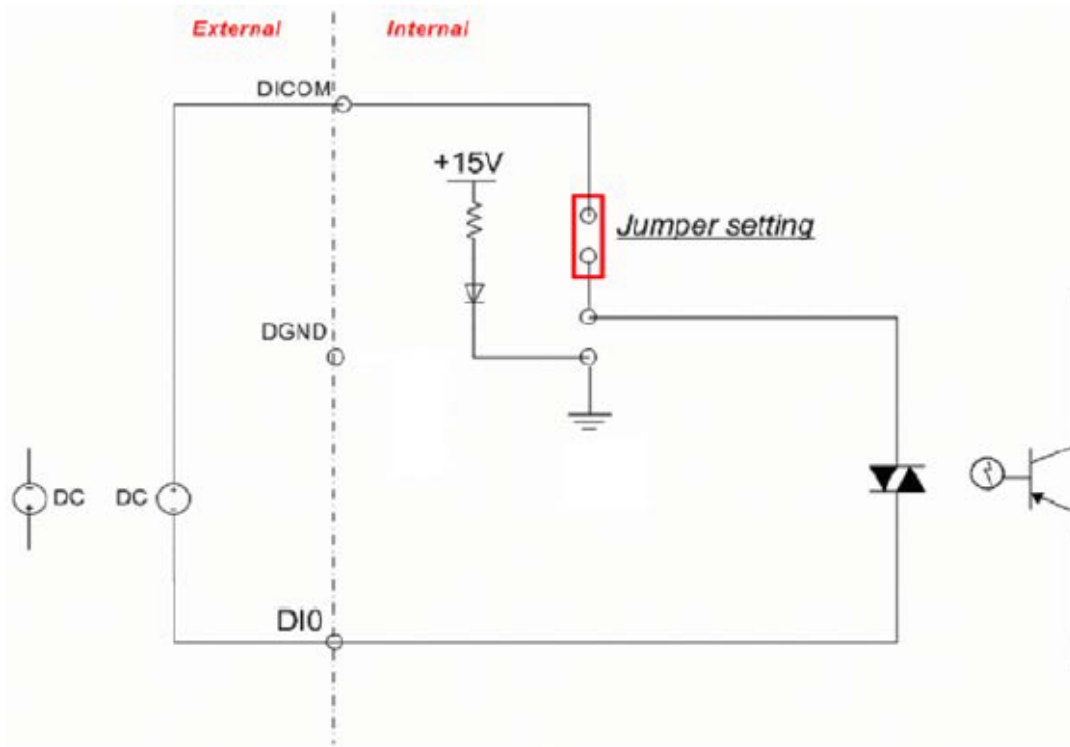 External
Internal
DICOM
+15V
Jumper setting
DGND
DC
DC
DI0